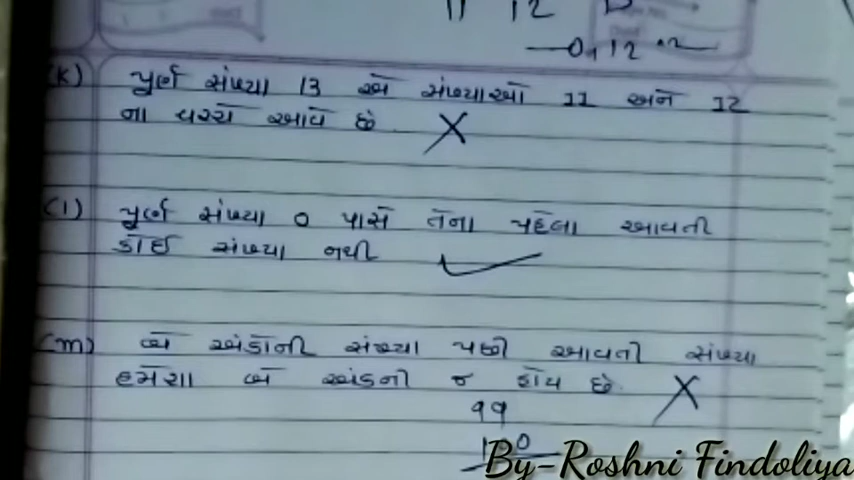 11 12
0, 12
(K) પૂર્ણ સંખ્યા 13 એ સંખ્યાઓ 11 અને 12
ના વચ્ચે આવે છે. X
(l) પૂર્ણ સંખ્યા 0 પાસે તેના પહેલા આવતી
કોઈ સંખ્યા નથી ✓
(m) બે અંકોની સંખ્યા પછી આવતી સંખ્યા
હમેશા બે અંકની જ હોય છે. X
99
By-Roshni Findoliya